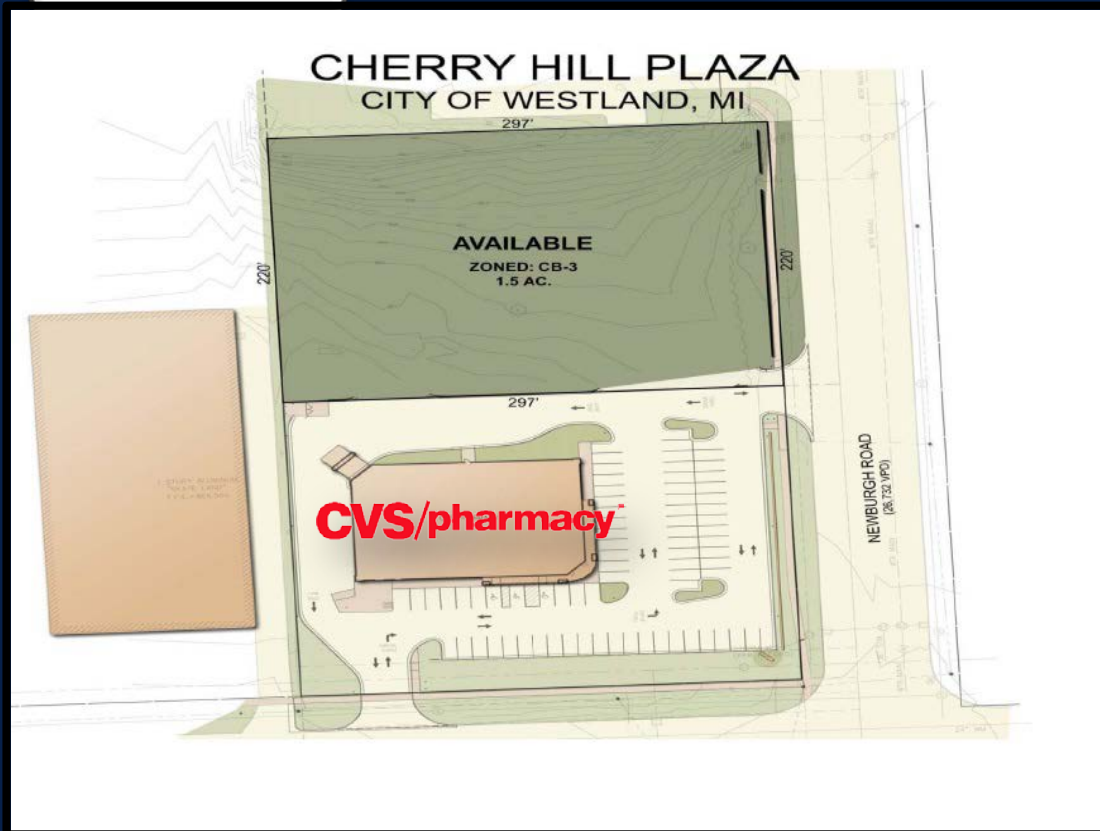 CHERRY HILL PLAZA
CITY OF WESTLAND, MI
297'
AVAILABLE
ZONED: CB-3
1.5 AC.
220'
220'
297'
CVS/pharmacy
NEWBURGH ROAD
(26,732 VPD)